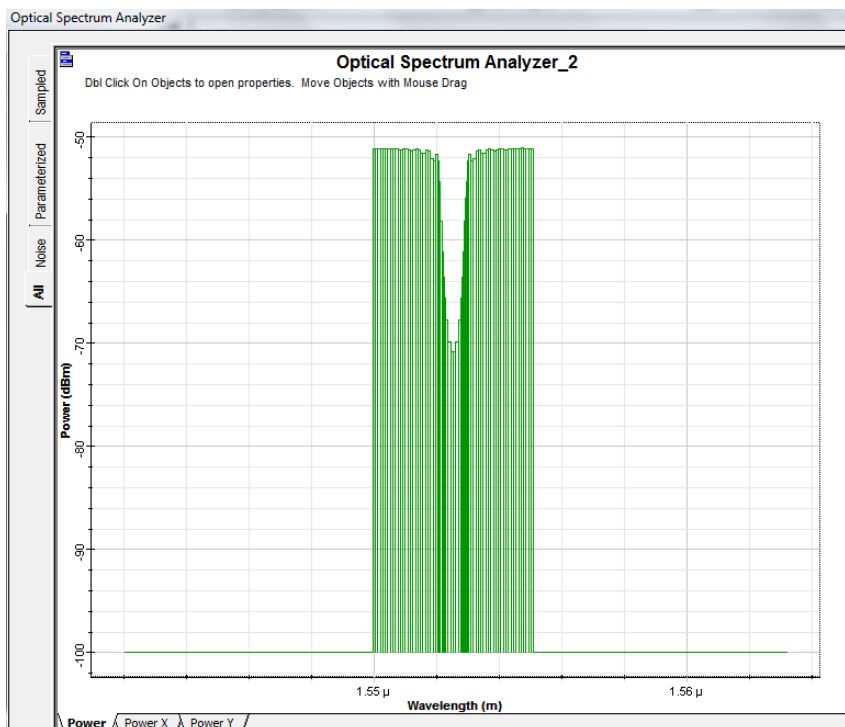 Optical Spectrum Analyzer
Optical Spectrum Analyzer_2
Dbl Click On Objects to open properties. Move Objects with Mouse Drag
Sampled
Parameterized
Noise
All
Power (dBm)
-50
-60
-70
-80
-90
-100
1.55 µ
1.56 µ
Wavelength (m)
Power
Power X
Power Y